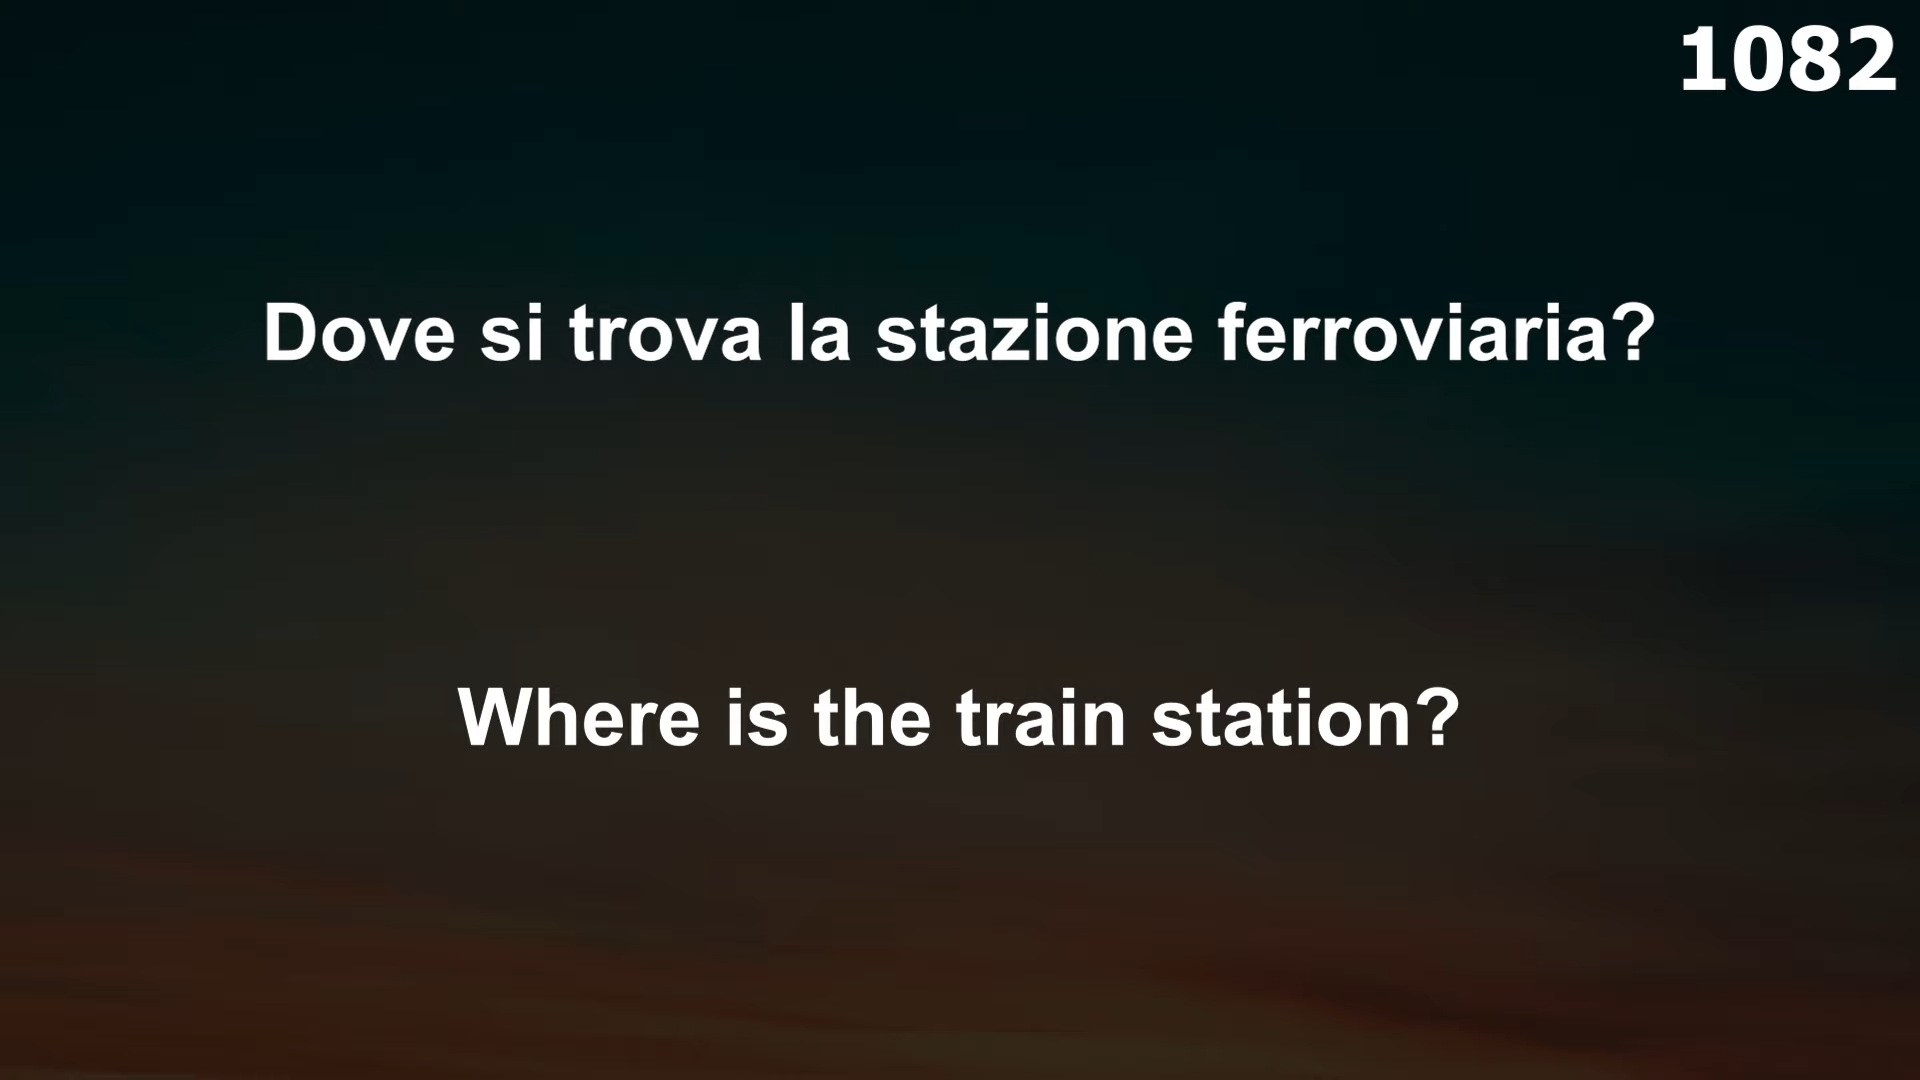 1082
Dove si trova la stazione ferroviaria?
Where is the train station?